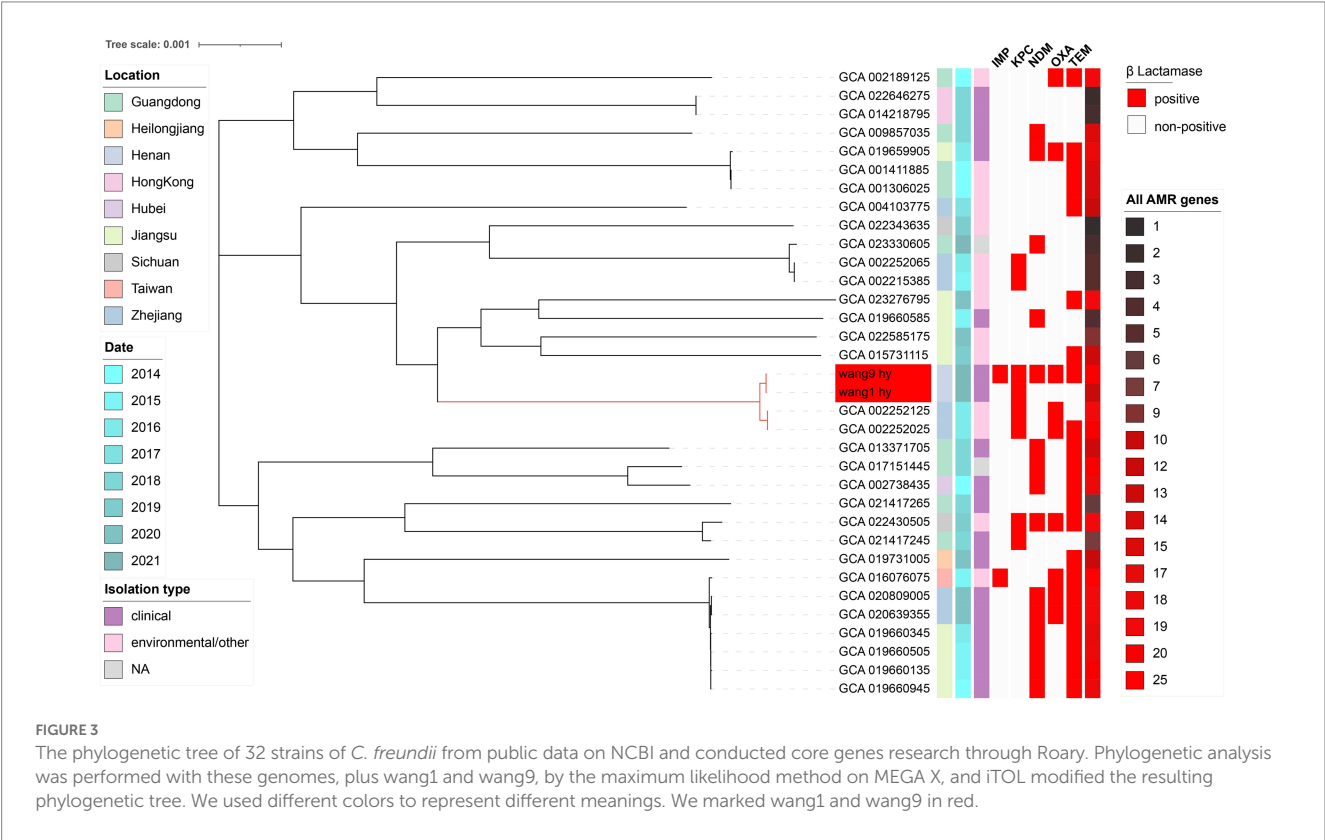 Tree scale: 0.001
Location
Guangdong
Heilongjiang
Henan
HongKong
Hubei
Jiangsu
Sichuan
Taiwan
Zhejiang
Date
2014
2015
2016
2017
2018
2019
2020
2021
Isolation type
clinical
environmental/other
NA
IMP
KPC
NDM
OXA
TEM
GCA 002189125
GCA 022646275
GCA 014218795
GCA 009857035
GCA 019659905
GCA 001411885
GCA 001306025
GCA 004103775
GCA 022343635
GCA 023330605
GCA 002252065
GCA 002215385
GCA 023276795
GCA 019660585
GCA 022585175
GCA 015731115
wang9 hy
wang1 hy
GCA 002252125
GCA 002252025
GCA 013371705
GCA 017151445
GCA 002738435
GCA 021417265
GCA 022430505
GCA 021417245
GCA 019731005
GCA 016076075
GCA 020809005
GCA 020639355
GCA 019660345
GCA 019660505
GCA 019660135
GCA 019660945
β Lactamase
positive
non-positive
All AMR genes
1
2
3
4
5
6
7
9
10
12
13
14
15
17
18
19
20
25
FIGURE 3
The phylogenetic tree of 32 strains of C. freundii from public data on NCBI and conducted core genes research through Roary. Phylogenetic analysis
was performed with these genomes, plus wang1 and wang9, by the maximum likelihood method on MEGA X, and iTOL modified the resulting
phylogenetic tree. We used different colors to represent different meanings. We marked wang1 and wang9 in red.